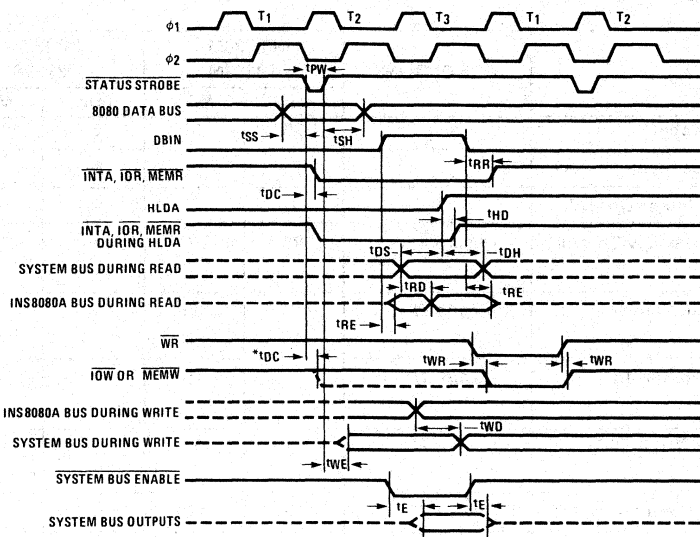 ϕ1 T1 T2 T3 T1 T2
ϕ2
tPW
STATUS STROBE
8080 DATA BUS
tSS tSH
DBIN
tRR
INTA, IOR, MEMR
tDC
HLDA
tHD
INTA, IOR, MEMR
DURING HLDA
tDS tDH
SYSTEM BUS DURING READ
tRD
INS8080A BUS DURING READ
tRE tRE
WR
*tDC tWR tWR
IOW OR MEMW
INS8080A BUS DURING WRITE
tWD
SYSTEM BUS DURING WRITE
tWE
SYSTEM BUS ENABLE
tE tE
SYSTEM BUS OUTPUTS